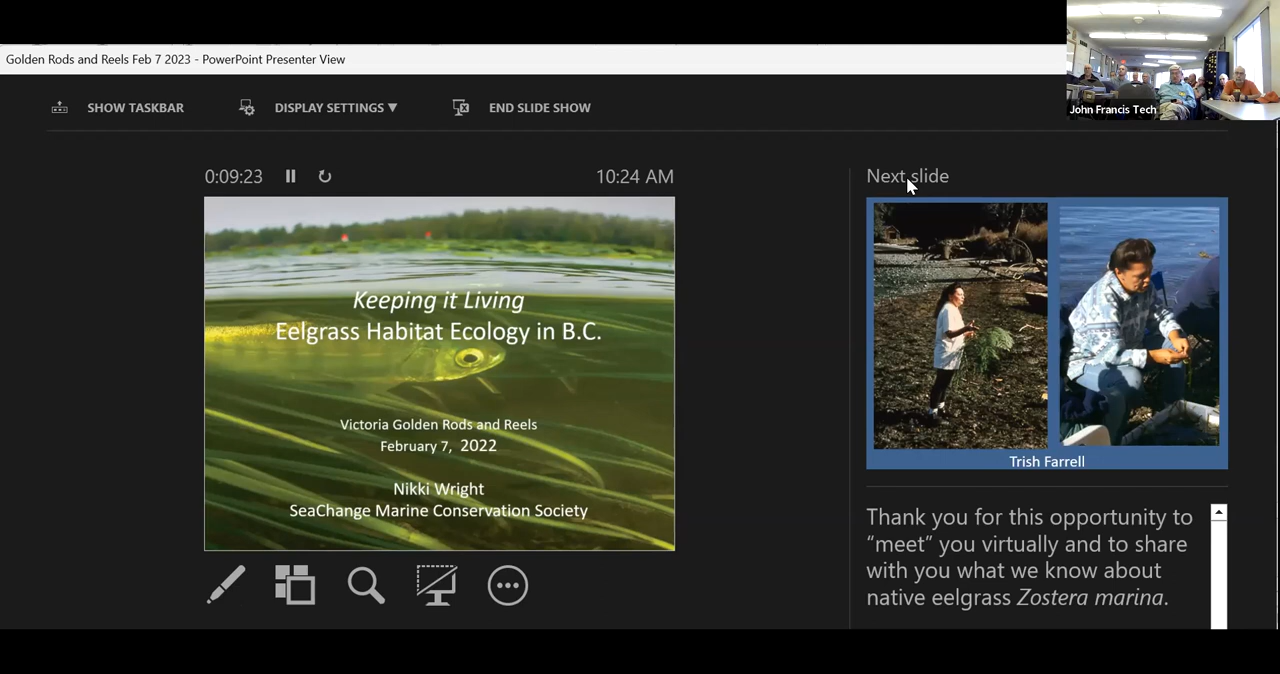 Golden Rods and Reels Feb 7 2023 - PowerPoint Presenter View
John Francis Tech
SHOW TASKBAR
DISPLAY SETTINGS ▼
END SLIDE SHOW
0:09:23
10:24 AM
Keeping it Living
Eelgrass Habitat Ecology in B.C.
Victoria Golden Rods and Reels
February 7, 2022
Nikki Wright
SeaChange Marine Conservation Society
Next slide
Trish Farrell
Thank you for this opportunity to
“meet” you virtually and to share
with you what we know about
native eelgrass Zostera marina.